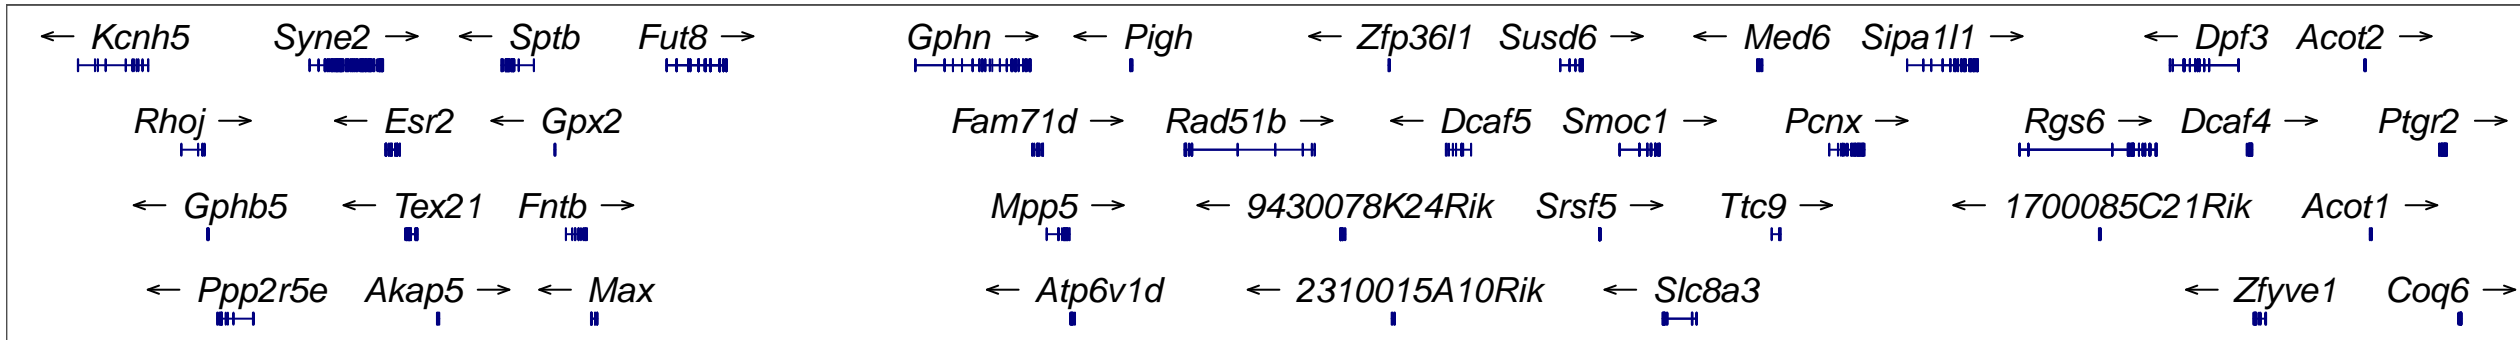 ← Kcnh5 Syne2 → ← Sptb Fut8 → Gphn → ← Pigh ← Zfp36l1 Susd6 → ← Med6 Sipa1l1 → ← Dpf3 Acot2 →
Rhoj → ← Esr2 ← Gpx2 Fam71d → Rad51b → ← Dcaf5 Smoc1 → Pcnx → Rgs6 → Dcaf4 → Ptgr2 →
← Gphb5 ← Tex21 Fntb → Mpp5 → ← 9430078K24Rik Srsf5 → Ttc9 → ← 1700085C21Rik Acot1 →
← Ppp2r5e Akap5 → ← Max ← Atp6v1d ← 2310015A10Rik ← Slc8a3 ← Zfyve1 Coq6 →